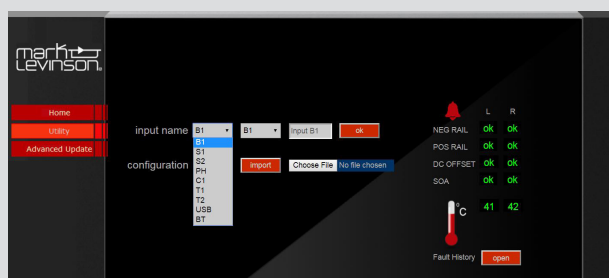 mark
Levinson.
Home
Utility
Advanced Update
input name B1 B1 Input B1 ok
B1
S1
S2
PH
C1
T1
T2
USB
BT
configuration import Choose File No file chosen
L R
NEG RAIL ok ok
POS RAIL ok ok
DC OFFSET ok ok
SOA ok ok
°C 41 42
Fault History open